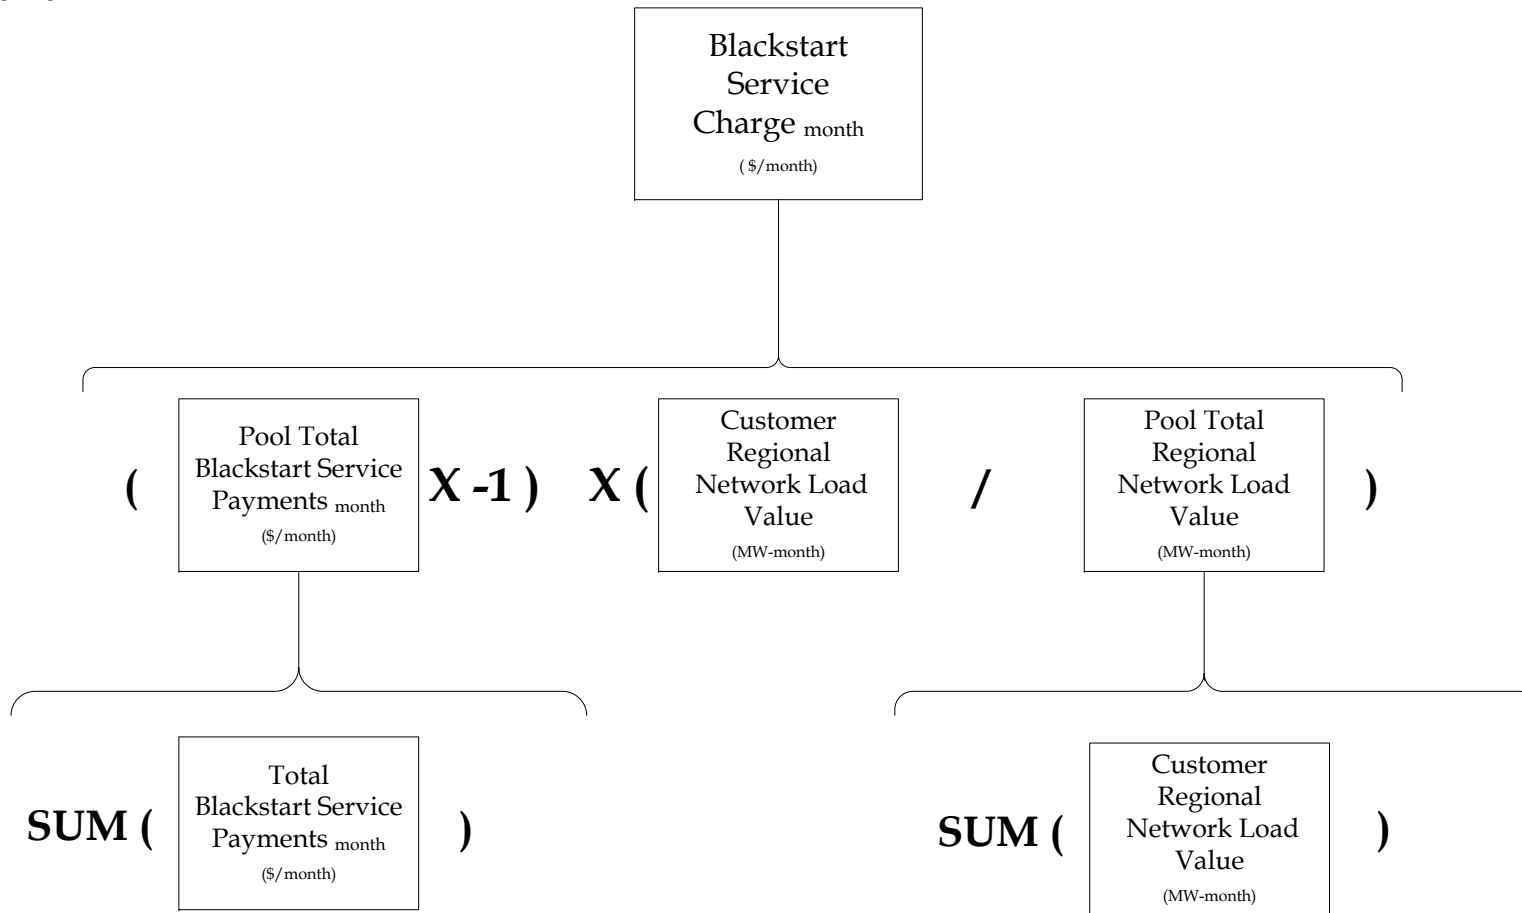 Blackstart
Service
Charge month
( $/month)
(
Pool Total
Blackstart Service
Payments month
($/month)
X -1 )
X (
Customer
Regional
Network Load
Value
(MW-month)
/
Pool Total
Regional
Network Load
Value
(MW-month)
)
SUM (
Total
Blackstart Service
Payments month
($/month)
)
SUM (
Customer
Regional
Network Load
Value
(MW-month)
)